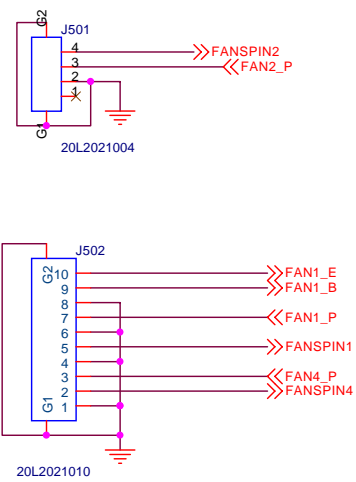 G2
J501
4
FANSPIN2
3
FAN2_P
2
1
G1
20L2021004
J502
G2
10
FAN1_E
9
FAN1_B
8
7
FAN1_P
6
5
FANSPIN1
4
3
FAN4_P
2
FANSPIN4
1
G1
20L2021010